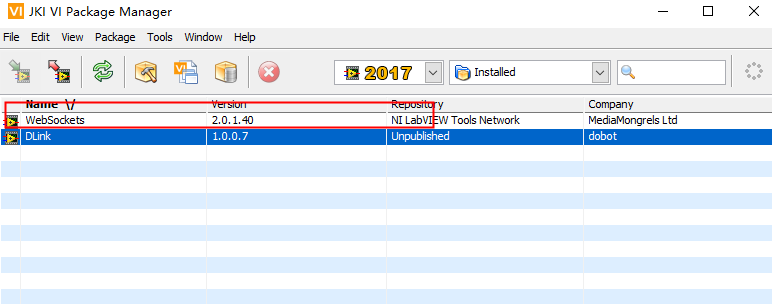 VI JKI VI Package Manager
File Edit View Package Tools Window Help
2017 Installed
Name \/ Version Repository Company
WebSockets 2.0.1.40 NI LabVIEW Tools Network MediaMongrels Ltd
DLink 1.0.0.7 Unpublished dobot